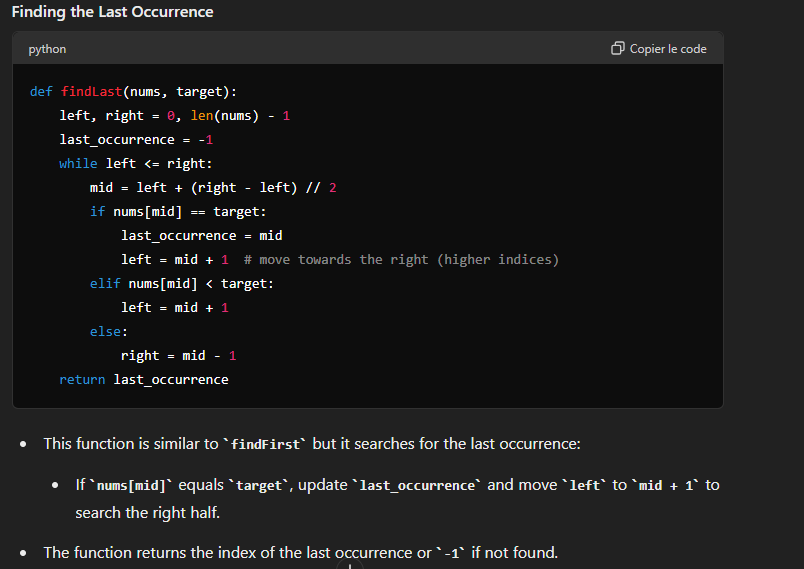 Finding the Last Occurrence
python
Copier le code
def findLast(nums, target):
    left, right = 0, len(nums) - 1
    last_occurrence = -1
    while left <= right:
        mid = left + (right - left) // 2
        if nums[mid] == target:
            last_occurrence = mid
            left = mid + 1  # move towards the right (higher indices)
        elif nums[mid] < target:
            left = mid + 1
        else:
            right = mid - 1
    return last_occurrence
• This function is similar to `findFirst` but it searches for the last occurrence:
• If `nums[mid]` equals `target`, update `last_occurrence` and move `left` to `mid + 1` to
search the right half.
• The function returns the index of the last occurrence or `-1` if not found.